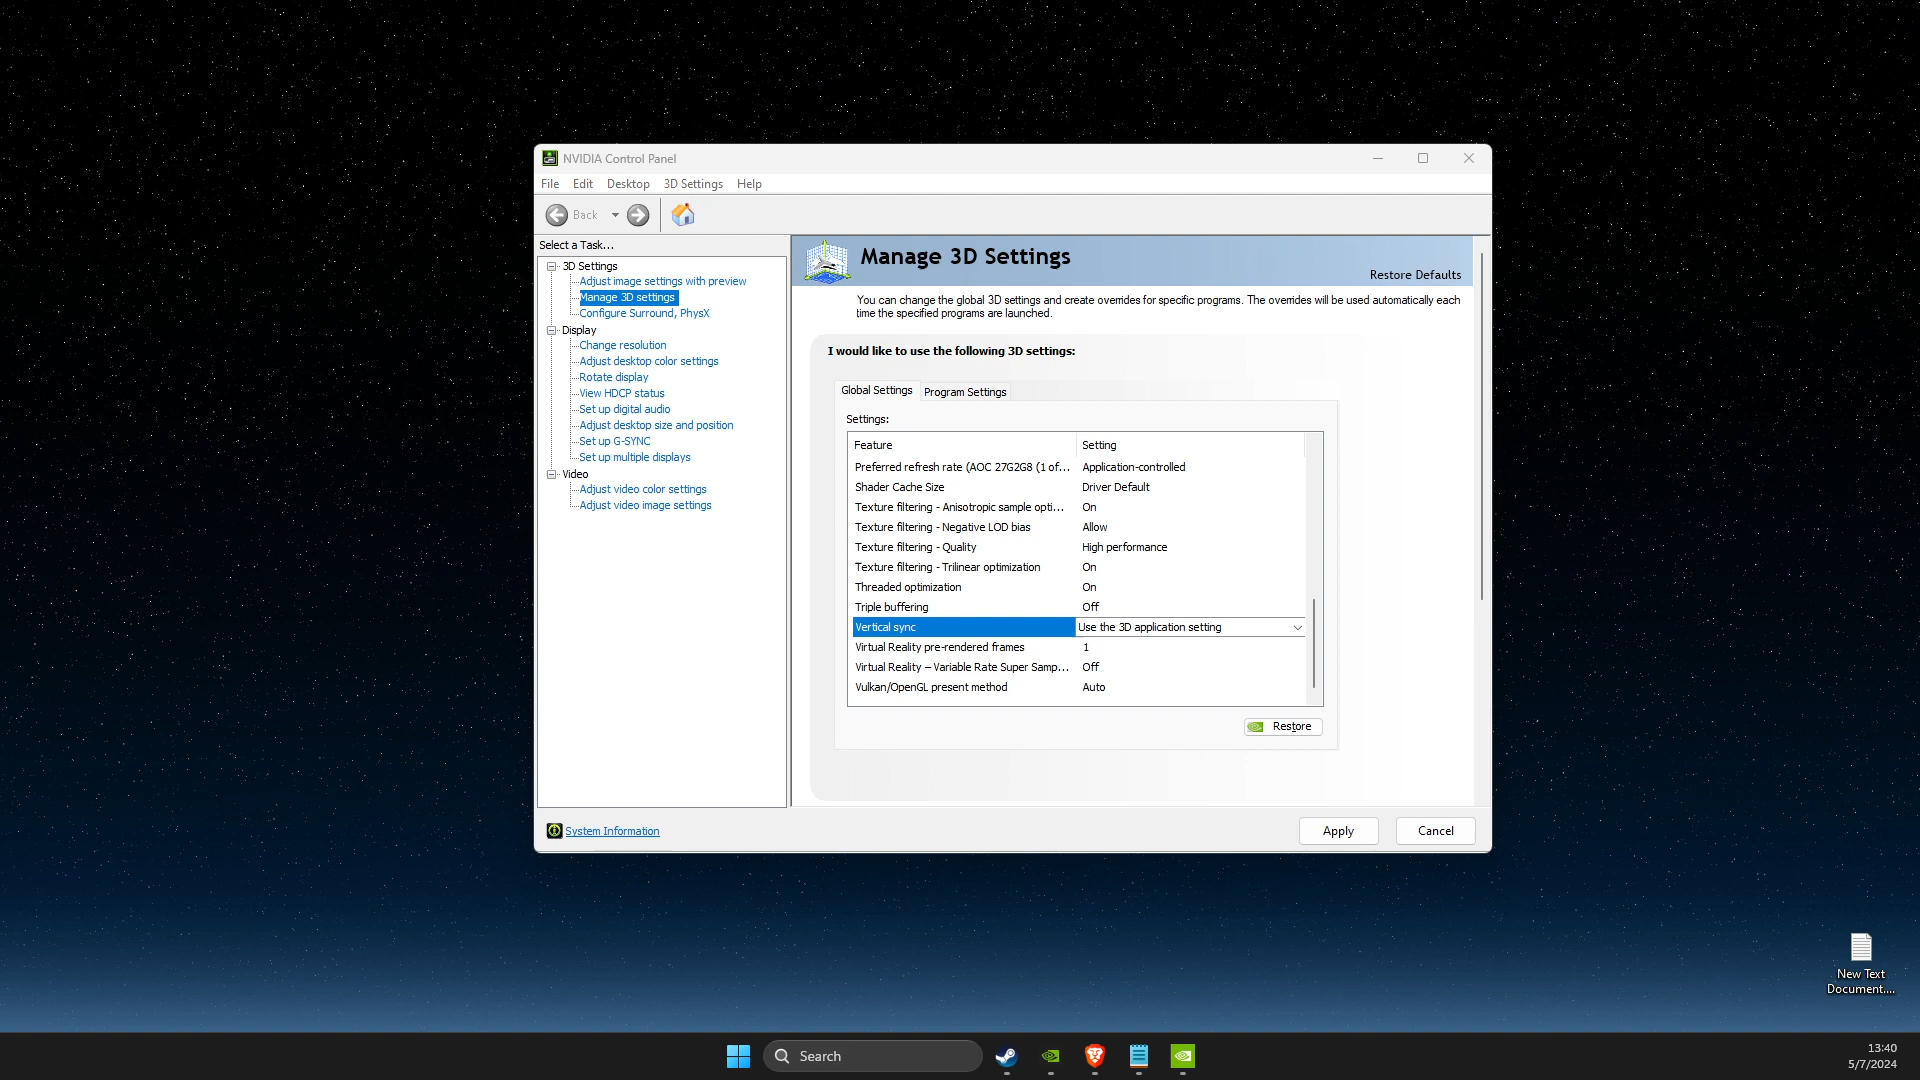 NVIDIA Control Panel
File Edit Desktop 3D Settings Help
Back
Select a Task...
3D Settings
Adjust image settings with preview
Manage 3D settings
Configure Surround, PhysX
Display
Change resolution
Adjust desktop color settings
Rotate display
View HDCP status
Set up digital audio
Adjust desktop size and position
Set up G-SYNC
Set up multiple displays
Video
Adjust video color settings
Adjust video image settings
System Information
Manage 3D Settings
Restore Defaults
You can change the global 3D settings and create overrides for specific programs. The overrides will be used automatically each
time the specified programs are launched.
I would like to use the following 3D settings:
Global Settings Program Settings
Settings:
Feature Setting
Preferred refresh rate (AOC 27G2G8 (1 of... Application-controlled
Shader Cache Size Driver Default
Texture filtering - Anisotropic sample opti... On
Texture filtering - Negative LOD bias Allow
Texture filtering - Quality High performance
Texture filtering - Trilinear optimization On
Threaded optimization On
Triple buffering Off
Vertical sync Use the 3D application setting
Virtual Reality pre-rendered frames 1
Virtual Reality – Variable Rate Super Samp... Off
Vulkan/OpenGL present method Auto
Restore
Apply Cancel
New Text
Document....
Search
13:40
5/7/2024